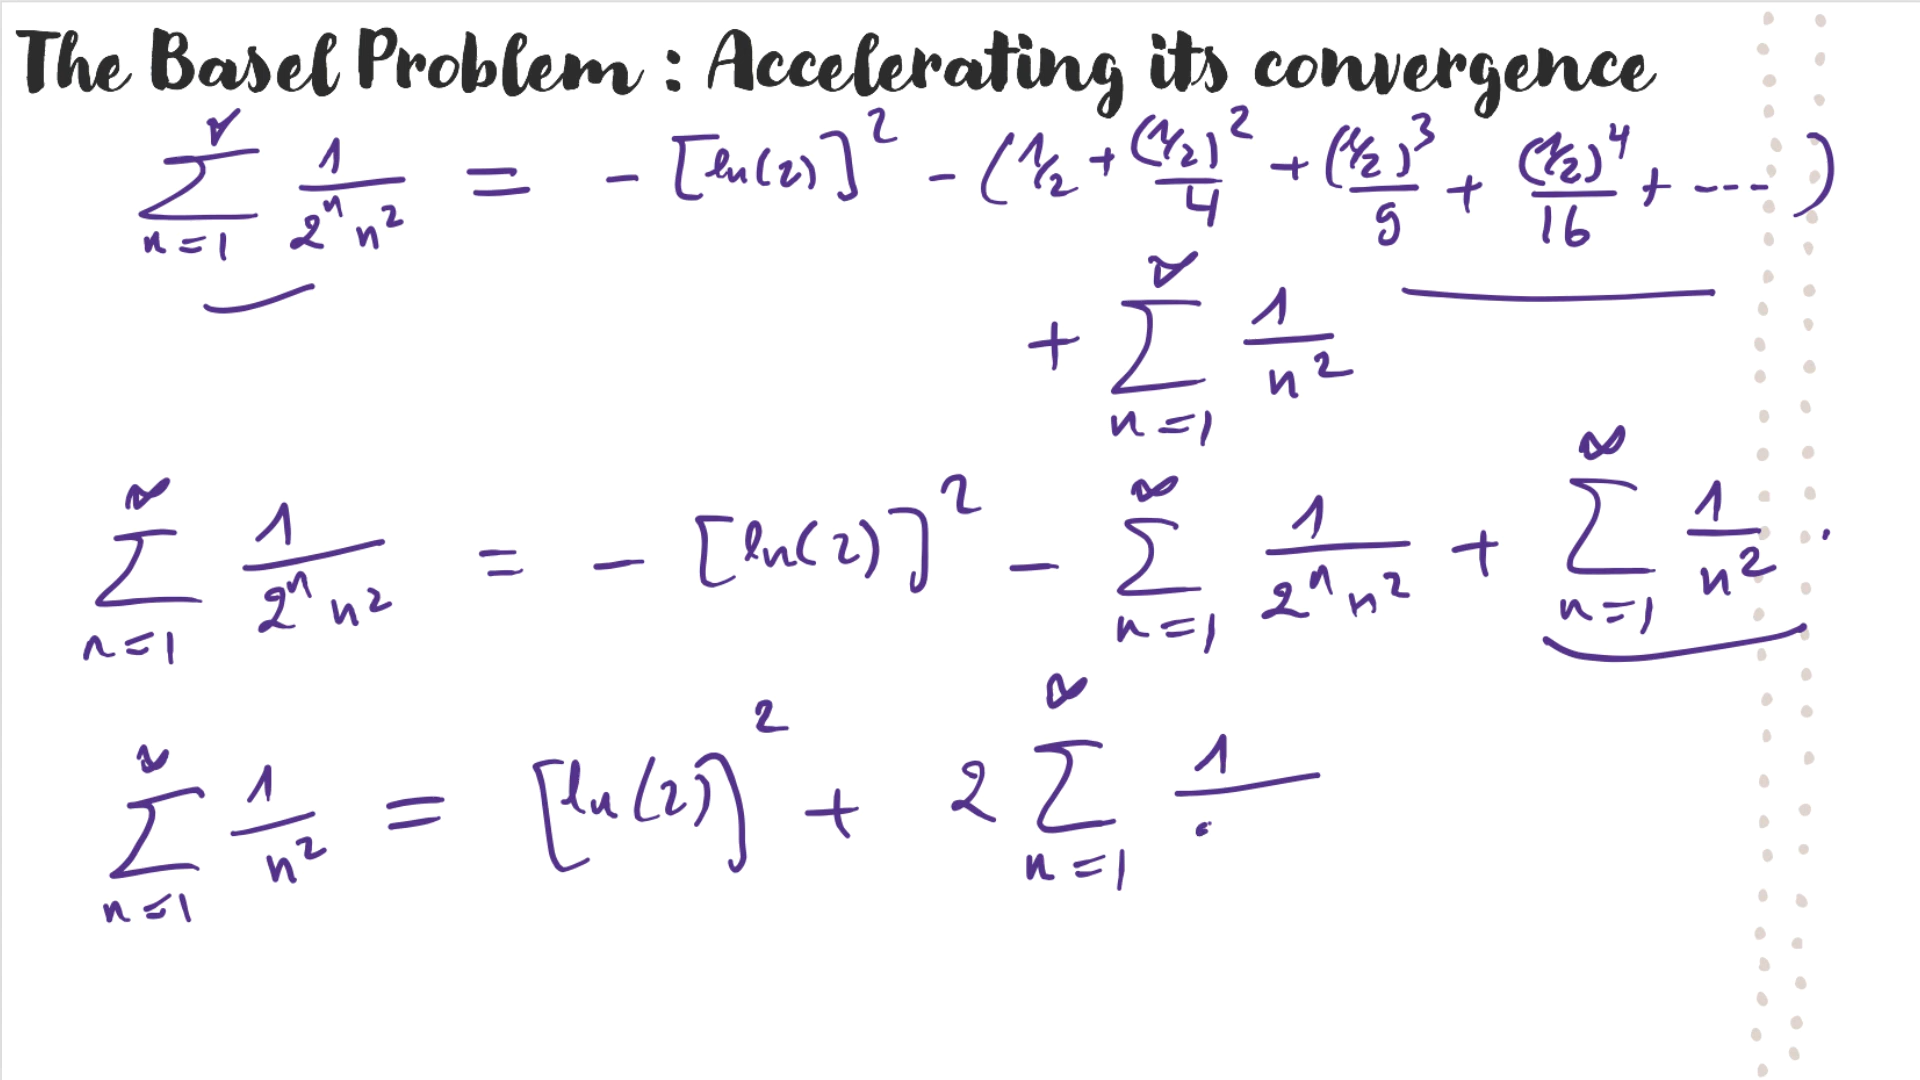 The Basel Problem : Accelerating its convergence
∑_{n=1}^{∞} 1/(2^n n^2) = - [ln(2)]^2 - (1/2 + (1/2)^2/4 + (1/2)^3/9 + (1/2)^4/16 + ---- )
+ ∑_{n=1}^{∞} 1/n^2
∑_{n=1}^{∞} 1/(2^n n^2) = - [ln(2)]^2 - ∑_{n=1}^{∞} 1/(2^n n^2) + ∑_{n=1}^{∞} 1/n^2 .
∑_{n=1}^{∞} 1/n^2 = [ln(2)]^2 + 2 ∑_{n=1}^{∞} 1/